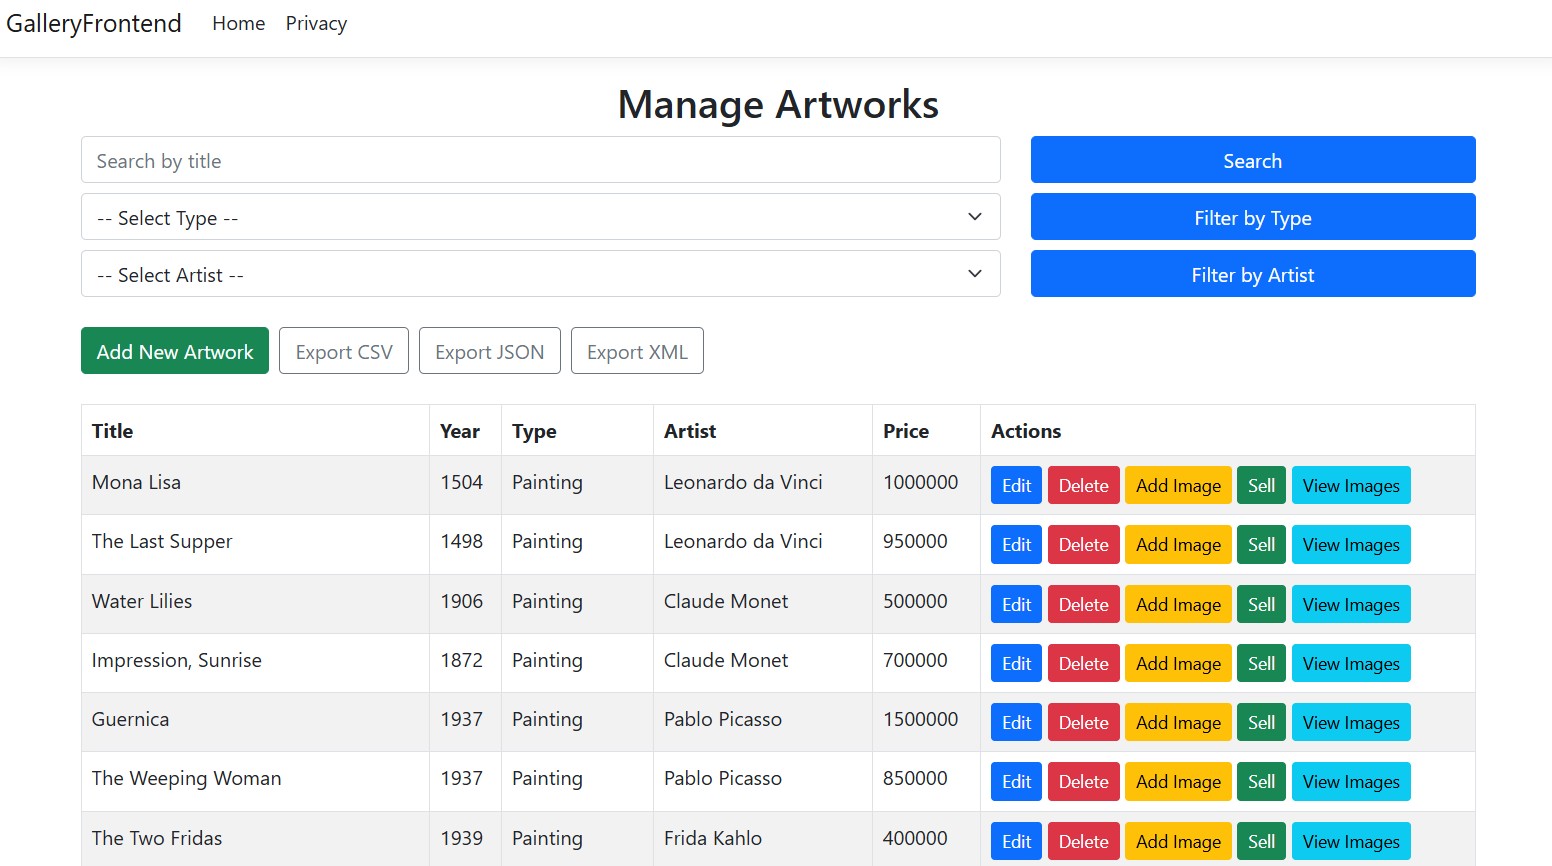 GalleryFrontend Home Privacy
Manage Artworks
Search by title Search
-- Select Type -- Filter by Type
-- Select Artist -- Filter by Artist
Add New Artwork Export CSV Export JSON Export XML
Title Year Type Artist Price Actions
Mona Lisa 1504 Painting Leonardo da Vinci 1000000 Edit Delete Add Image Sell View Images
The Last Supper 1498 Painting Leonardo da Vinci 950000 Edit Delete Add Image Sell View Images
Water Lilies 1906 Painting Claude Monet 500000 Edit Delete Add Image Sell View Images
Impression, Sunrise 1872 Painting Claude Monet 700000 Edit Delete Add Image Sell View Images
Guernica 1937 Painting Pablo Picasso 1500000 Edit Delete Add Image Sell View Images
The Weeping Woman 1937 Painting Pablo Picasso 850000 Edit Delete Add Image Sell View Images
The Two Fridas 1939 Painting Frida Kahlo 400000 Edit Delete Add Image Sell View Images